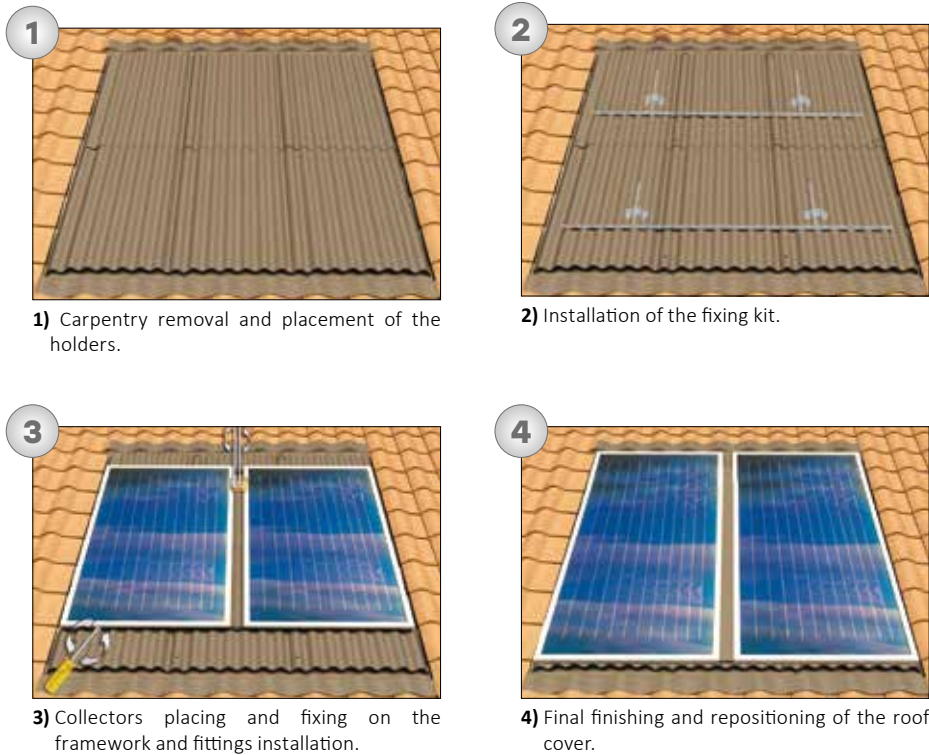 1
2
1) Carpentry removal and placement of the
holders.
2) Installation of the fixing kit.
3
4
3) Collectors placing and fixing on the
framework and fittings installation.
4) Final finishing and repositioning of the roof
cover.